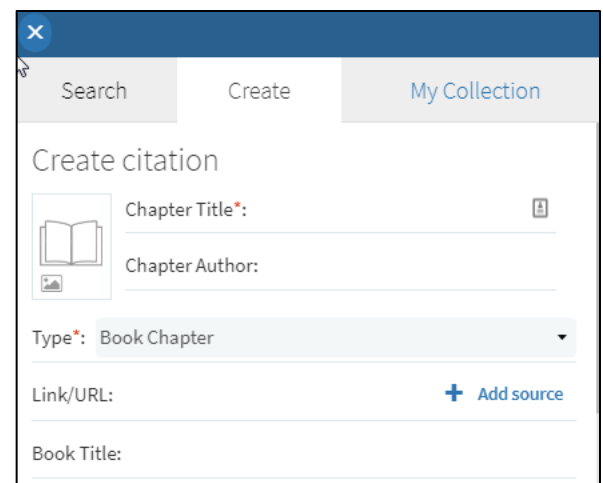 Search Create My Collection
Create citation
Chapter Title*:
Chapter Author:
Type*: Book Chapter
Link/URL: + Add source
Book Title: